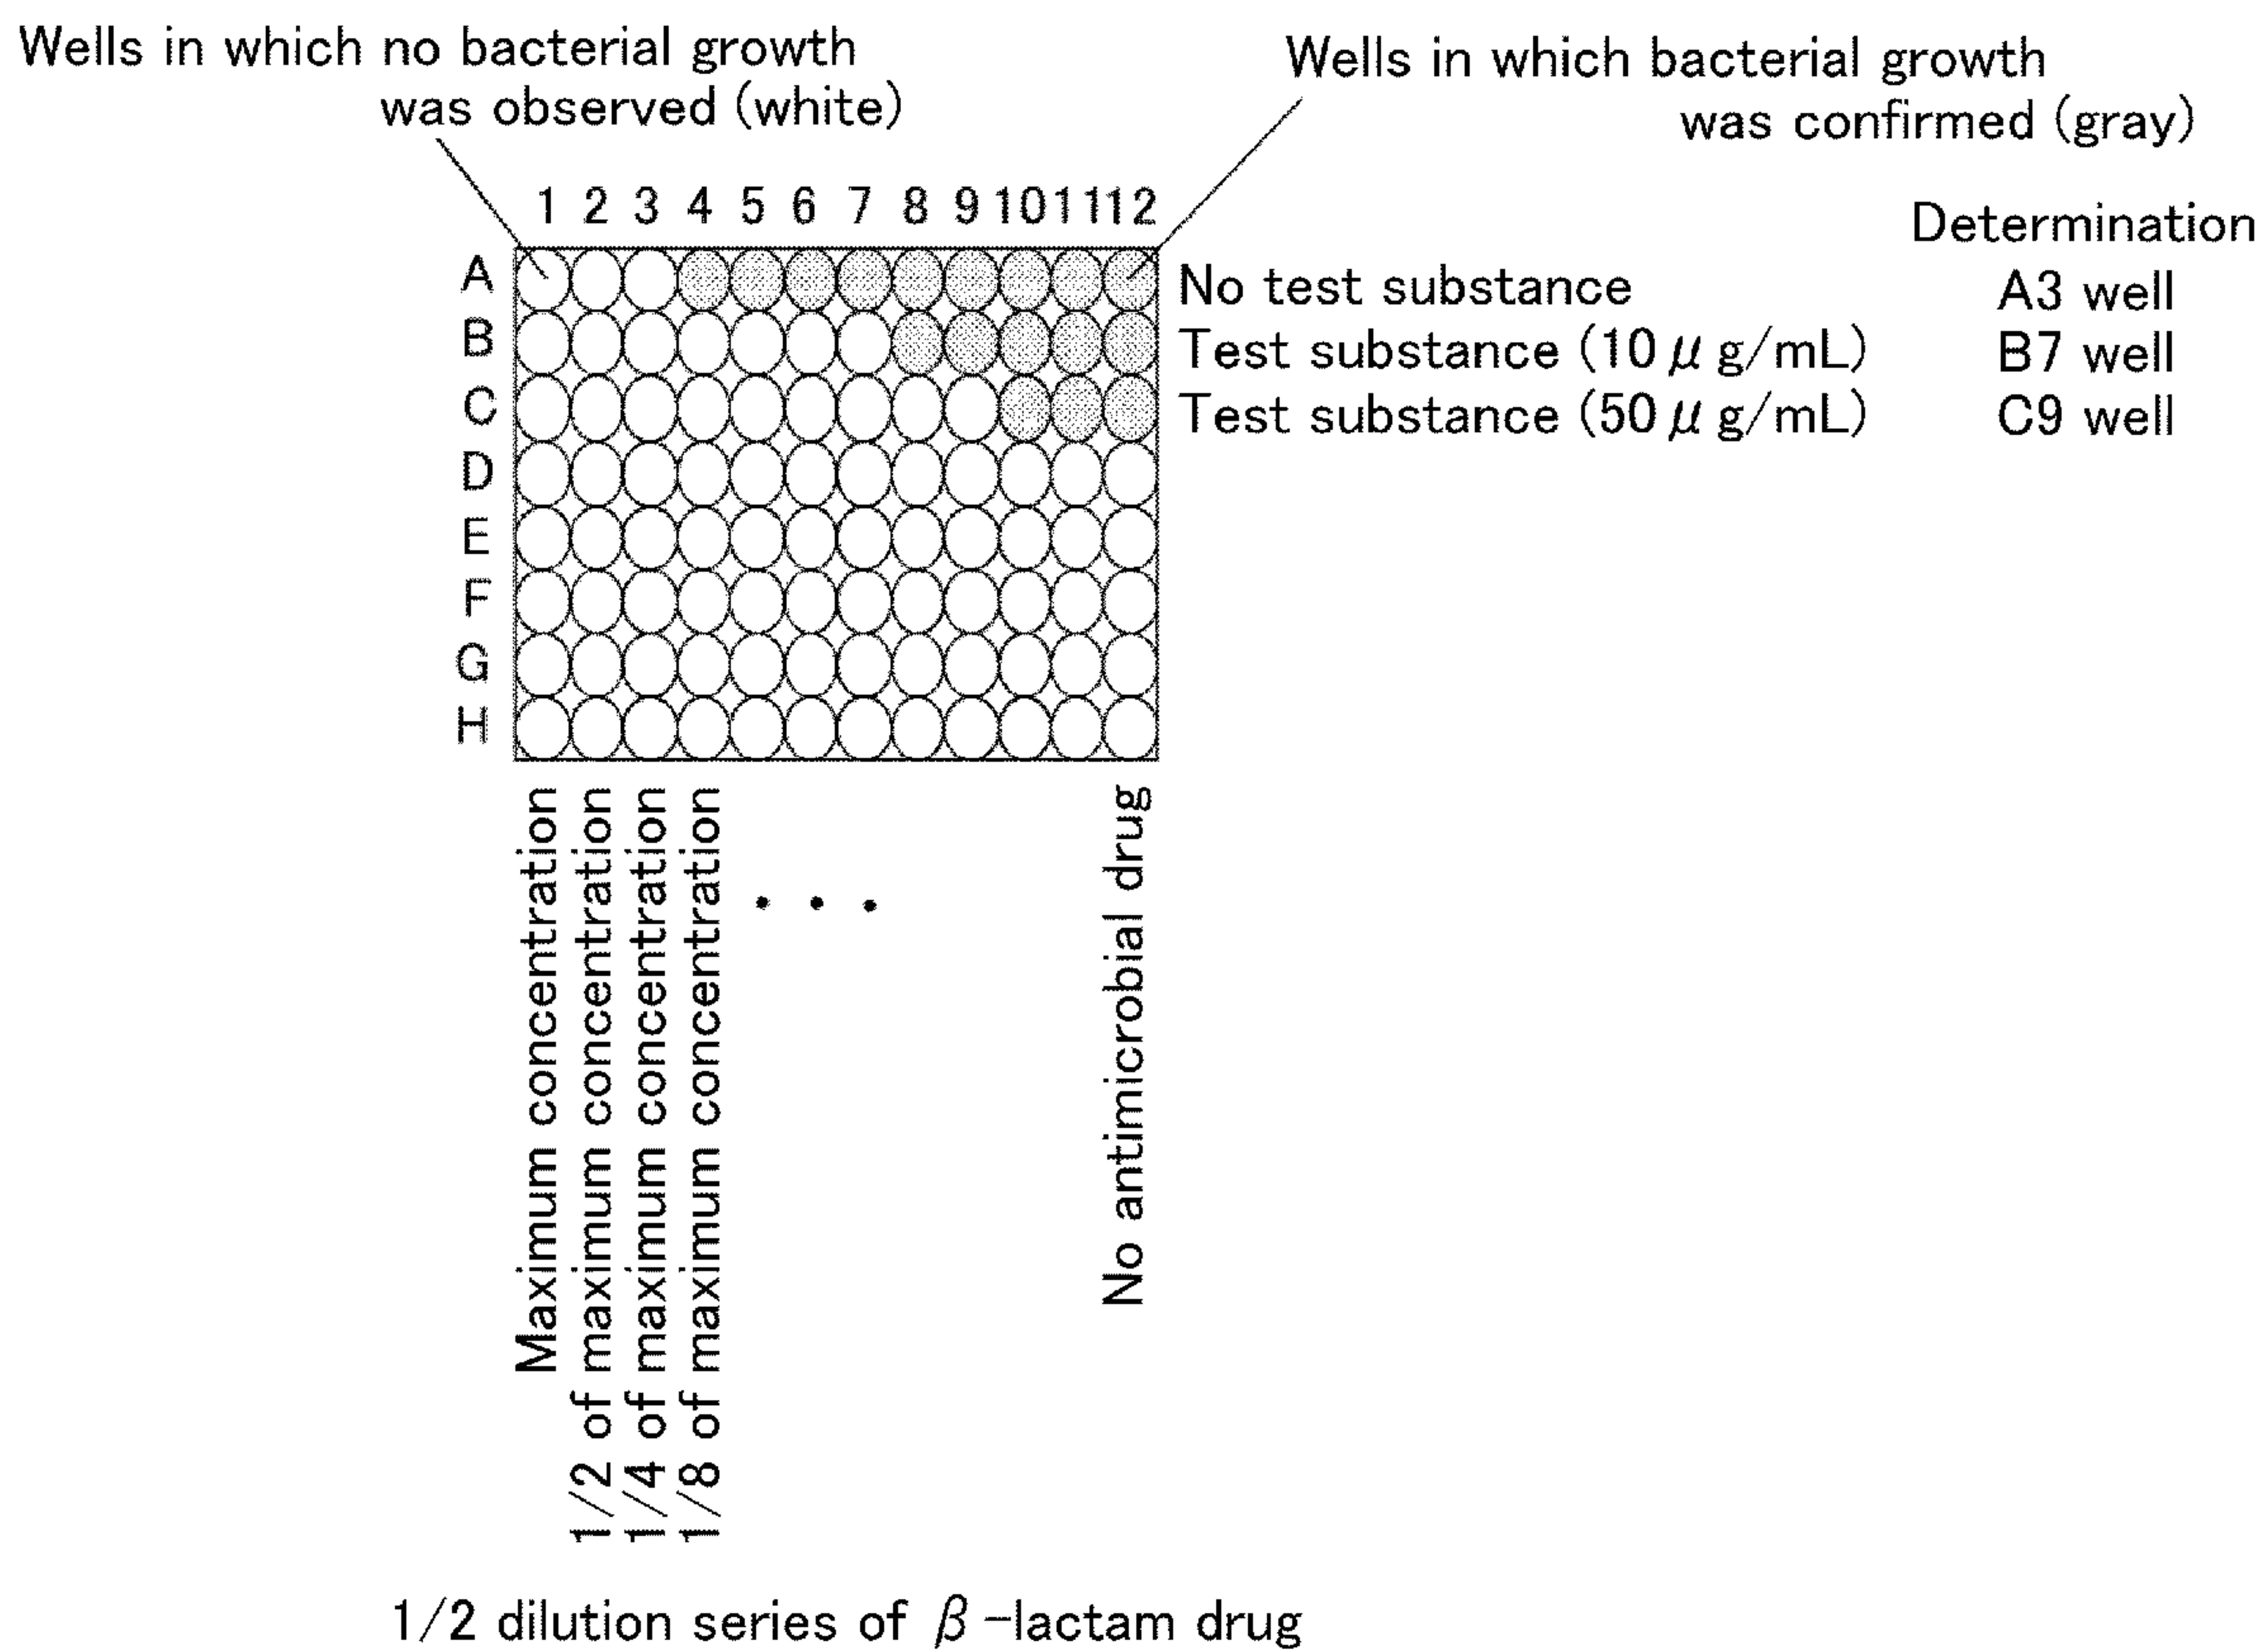 Wells in which no bacterial growth
was observed (white)
Wells in which bacterial growth
was confirmed (gray)
1 2 3 4 5 6 7 8 9 10 11 12
Determination
A No test substance A3 well
B Test substance (10 μg/mL) B7 well
C Test substance (50 μg/mL) C9 well
D
E
F
G
H
Maximum concentration
1/2 of maximum concentration
1/4 of maximum concentration
1/8 of maximum concentration
・・・
No antimicrobial drug
1/2 dilution series of β-lactam drug